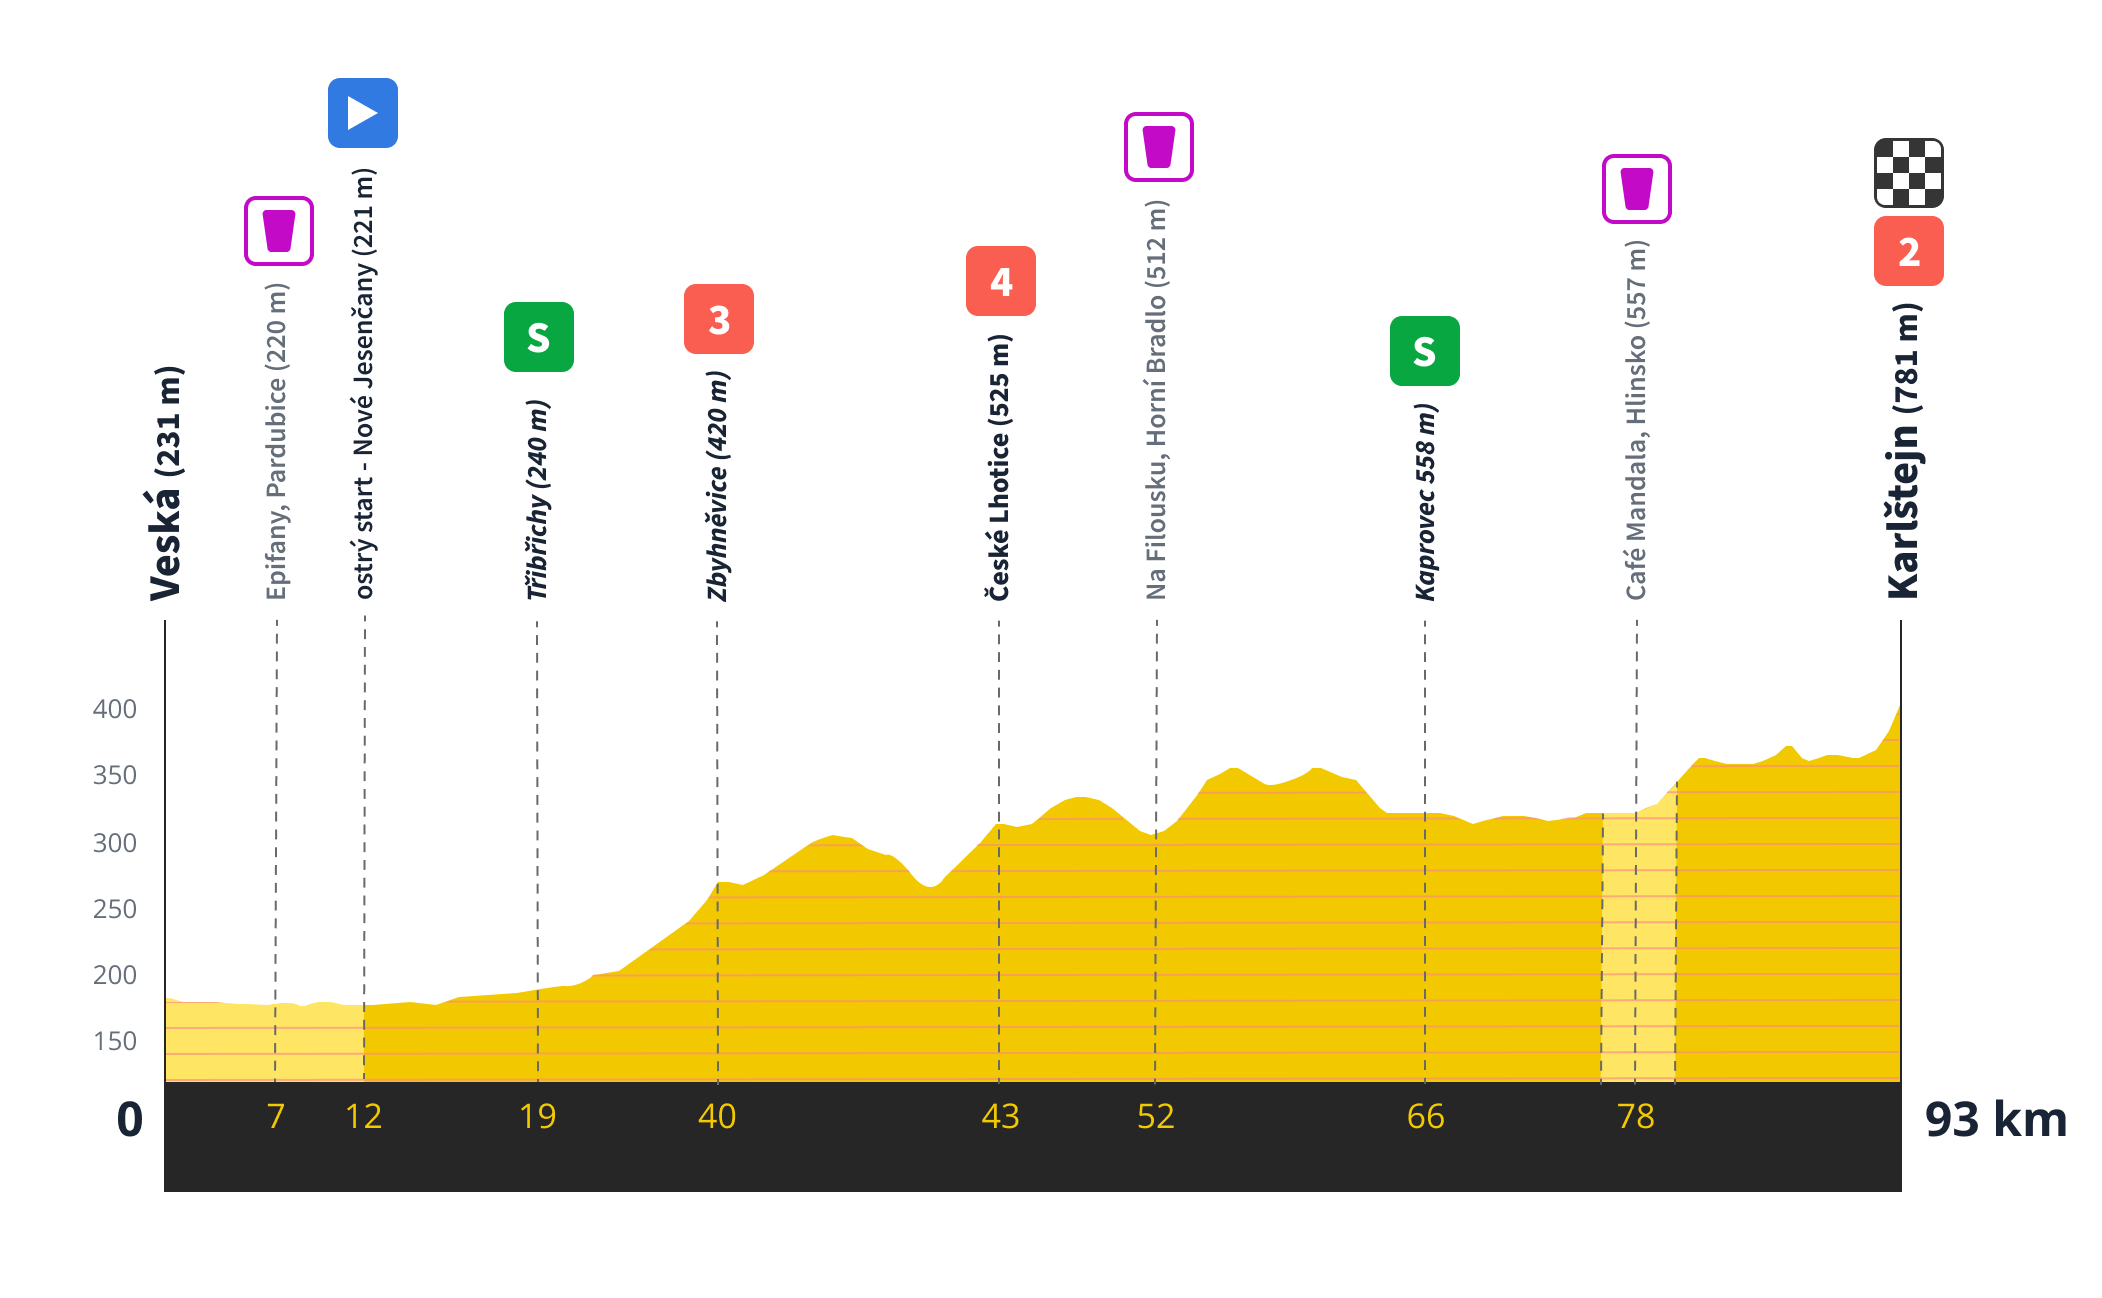 Veská (231 m)
Epifany, Pardubice (220 m)
ostrý start - Nové Jesenčany (221 m)
S
Třibřichy (240 m)
3
Zbyhněvice (420 m)
4
České Lhotice (525 m)
Na Filousku, Horní Bradlo (512 m)
S
Kaprovec 558 m)
Café Mandala, Hlinsko (557 m)
2
Karlštejn (781 m)
400
350
300
250
200
150
0 7 12 19 40 43 52 66 78 93 km